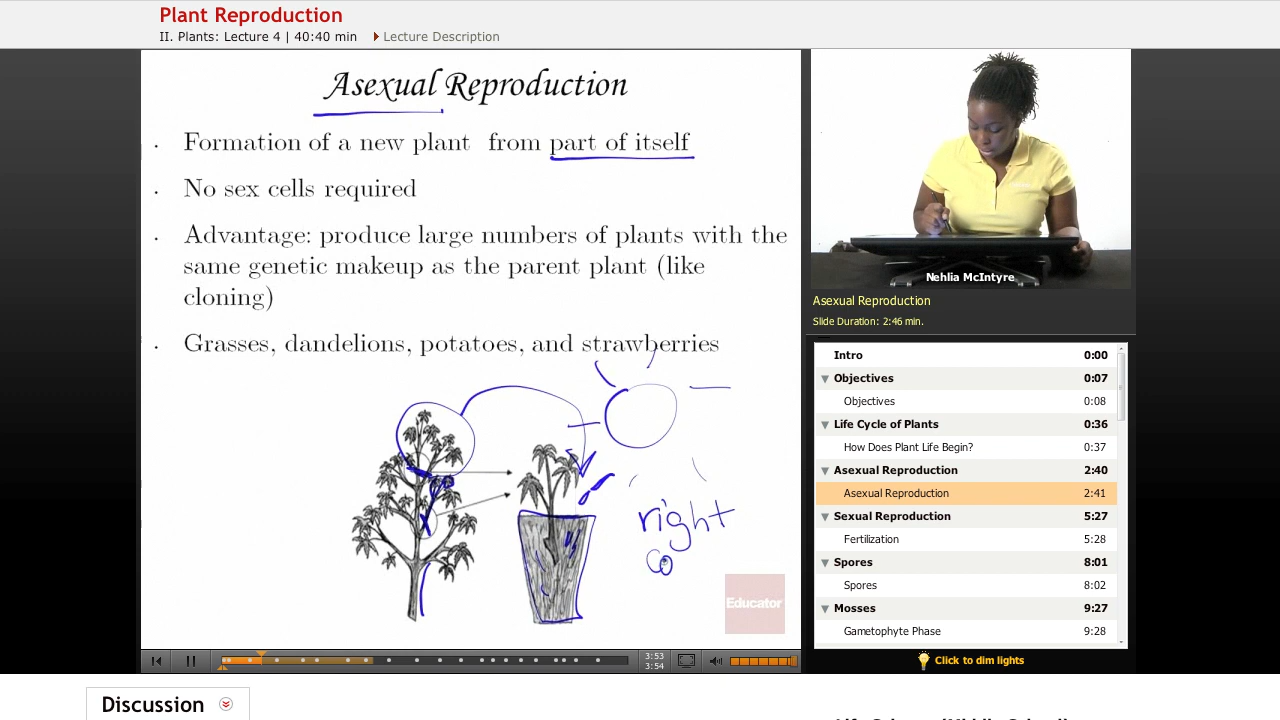 Plant Reproduction
II. Plants: Lecture 4 | 40:40 min
Lecture Description
Asexual Reproduction
Formation of a new plant from part of itself
No sex cells required
Advantage: produce large numbers of plants with the
same genetic makeup as the parent plant (like
cloning)
Grasses, dandelions, potatoes, and strawberries
right
co
Educator
3:53
3:54
Nehlia McIntyre
Asexual Reproduction
Slide Duration: 2:46 min.
Intro 0:00
Objectives 0:07
Objectives 0:08
Life Cycle of Plants 0:36
How Does Plant Life Begin? 0:37
Asexual Reproduction 2:40
Asexual Reproduction 2:41
Sexual Reproduction 5:27
Fertilization 5:28
Spores 8:01
Spores 8:02
Mosses 9:27
Gametophyte Phase 9:28
Click to dim lights
Discussion